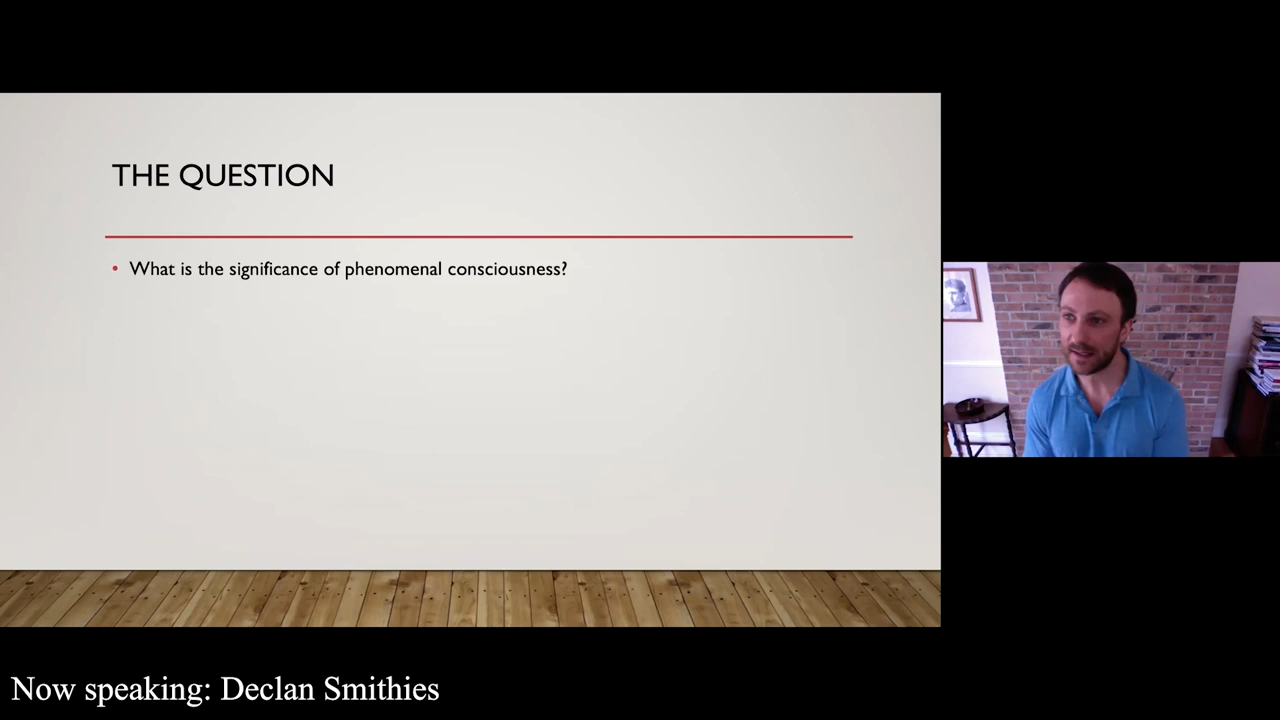 THE QUESTION
• What is the significance of phenomenal consciousness?
Now speaking: Declan Smithies